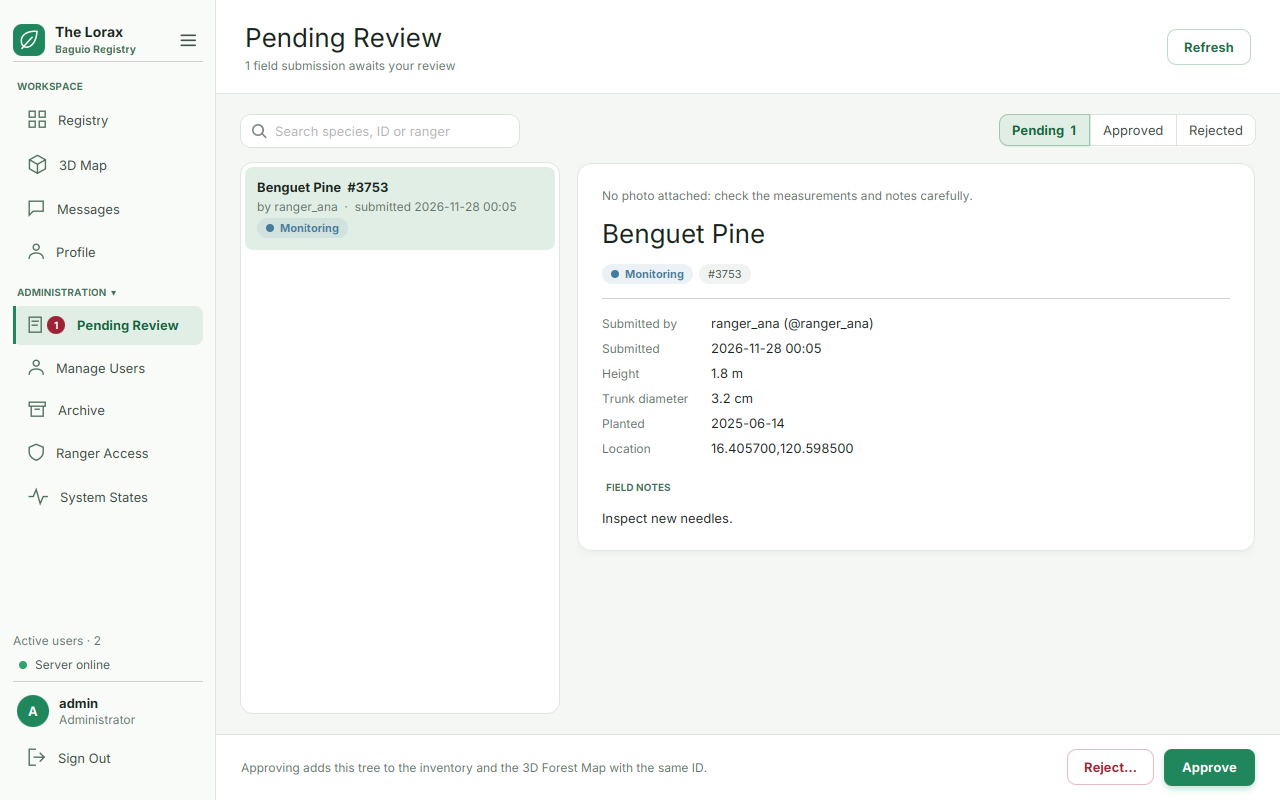 The Lorax
Baguio Registry
WORKSPACE
Registry
3D Map
Messages
Profile
ADMINISTRATION ▾
1 Pending Review
Manage Users
Archive
Ranger Access
System States
Active users · 2
Server online
A
admin
Administrator
Sign Out
Pending Review
1 field submission awaits your review
Refresh
Search species, ID or ranger
Pending 1 Approved Rejected
Benguet Pine #3753
by ranger_ana · submitted 2026-11-28 00:05
Monitoring
No photo attached: check the measurements and notes carefully.
Benguet Pine
Monitoring #3753
Submitted by ranger_ana (@ranger_ana)
Submitted 2026-11-28 00:05
Height 1.8 m
Trunk diameter 3.2 cm
Planted 2025-06-14
Location 16.405700,120.598500
FIELD NOTES
Inspect new needles.
Approving adds this tree to the inventory and the 3D Forest Map with the same ID.
Reject... Approve